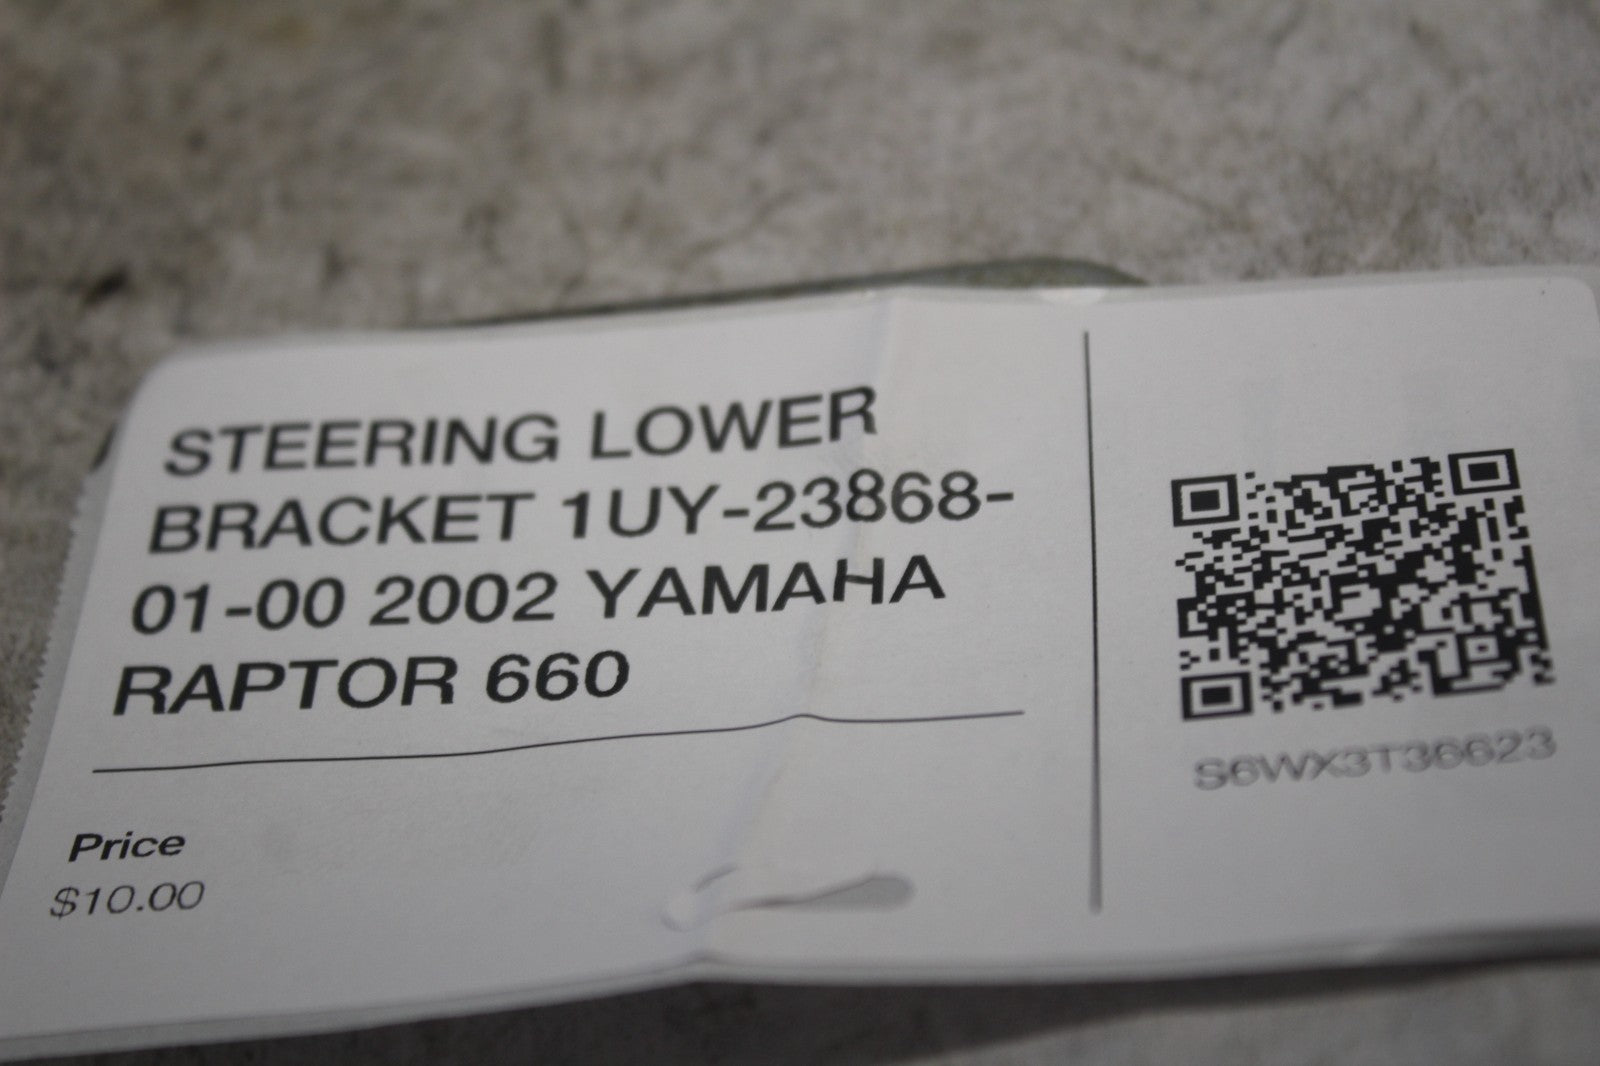 STEERING LOWER
BRACKET 1UY-23868-
01-00 2002 YAMAHA
RAPTOR 660
Price
$10.00
S6WX3T36623